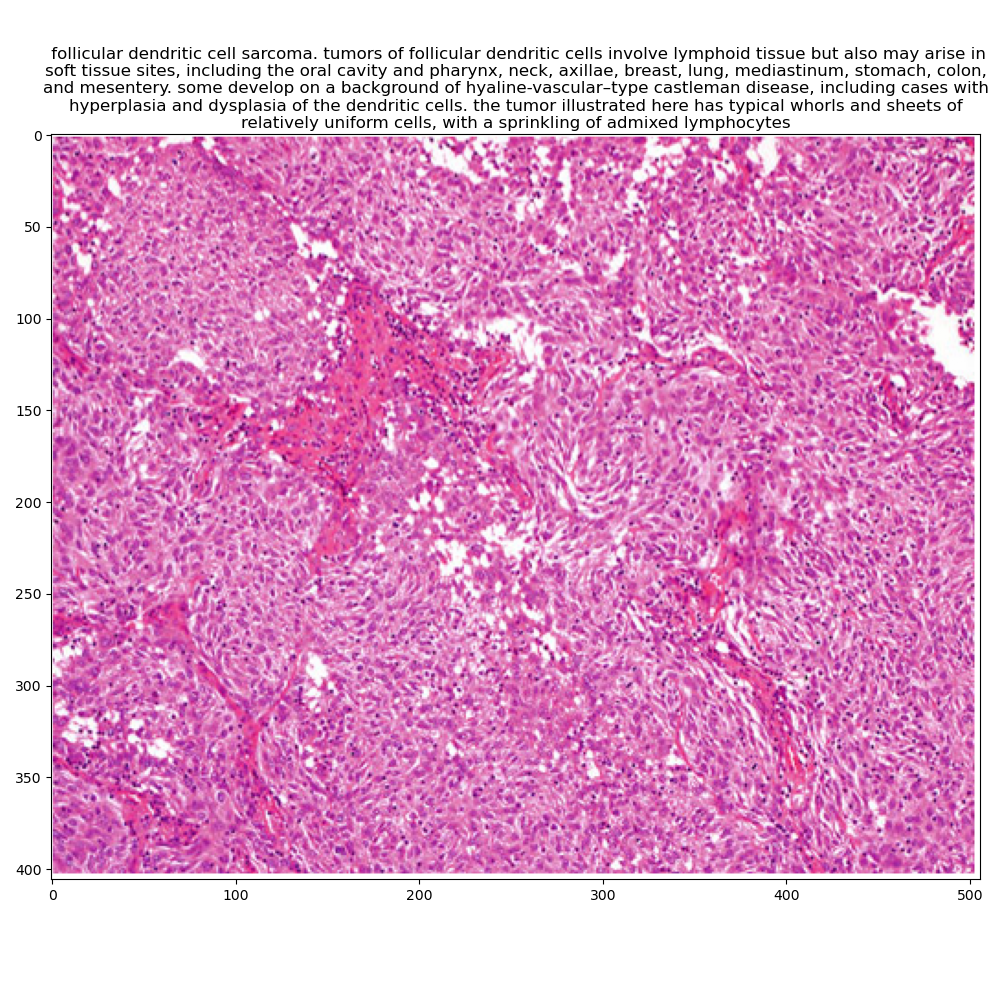 follicular dendritic cell sarcoma. tumors of follicular dendritic cells involve lymphoid tissue but also may arise in
soft tissue sites, including the oral cavity and pharynx, neck, axillae, breast, lung, mediastinum, stomach, colon,
and mesentery. some develop on a background of hyaline-vascular–type castleman disease, including cases with
hyperplasia and dysplasia of the dendritic cells. the tumor illustrated here has typical whorls and sheets of
relatively uniform cells, with a sprinkling of admixed lymphocytes
0
50
100
150
200
250
300
350
400
0 100 200 300 400 500